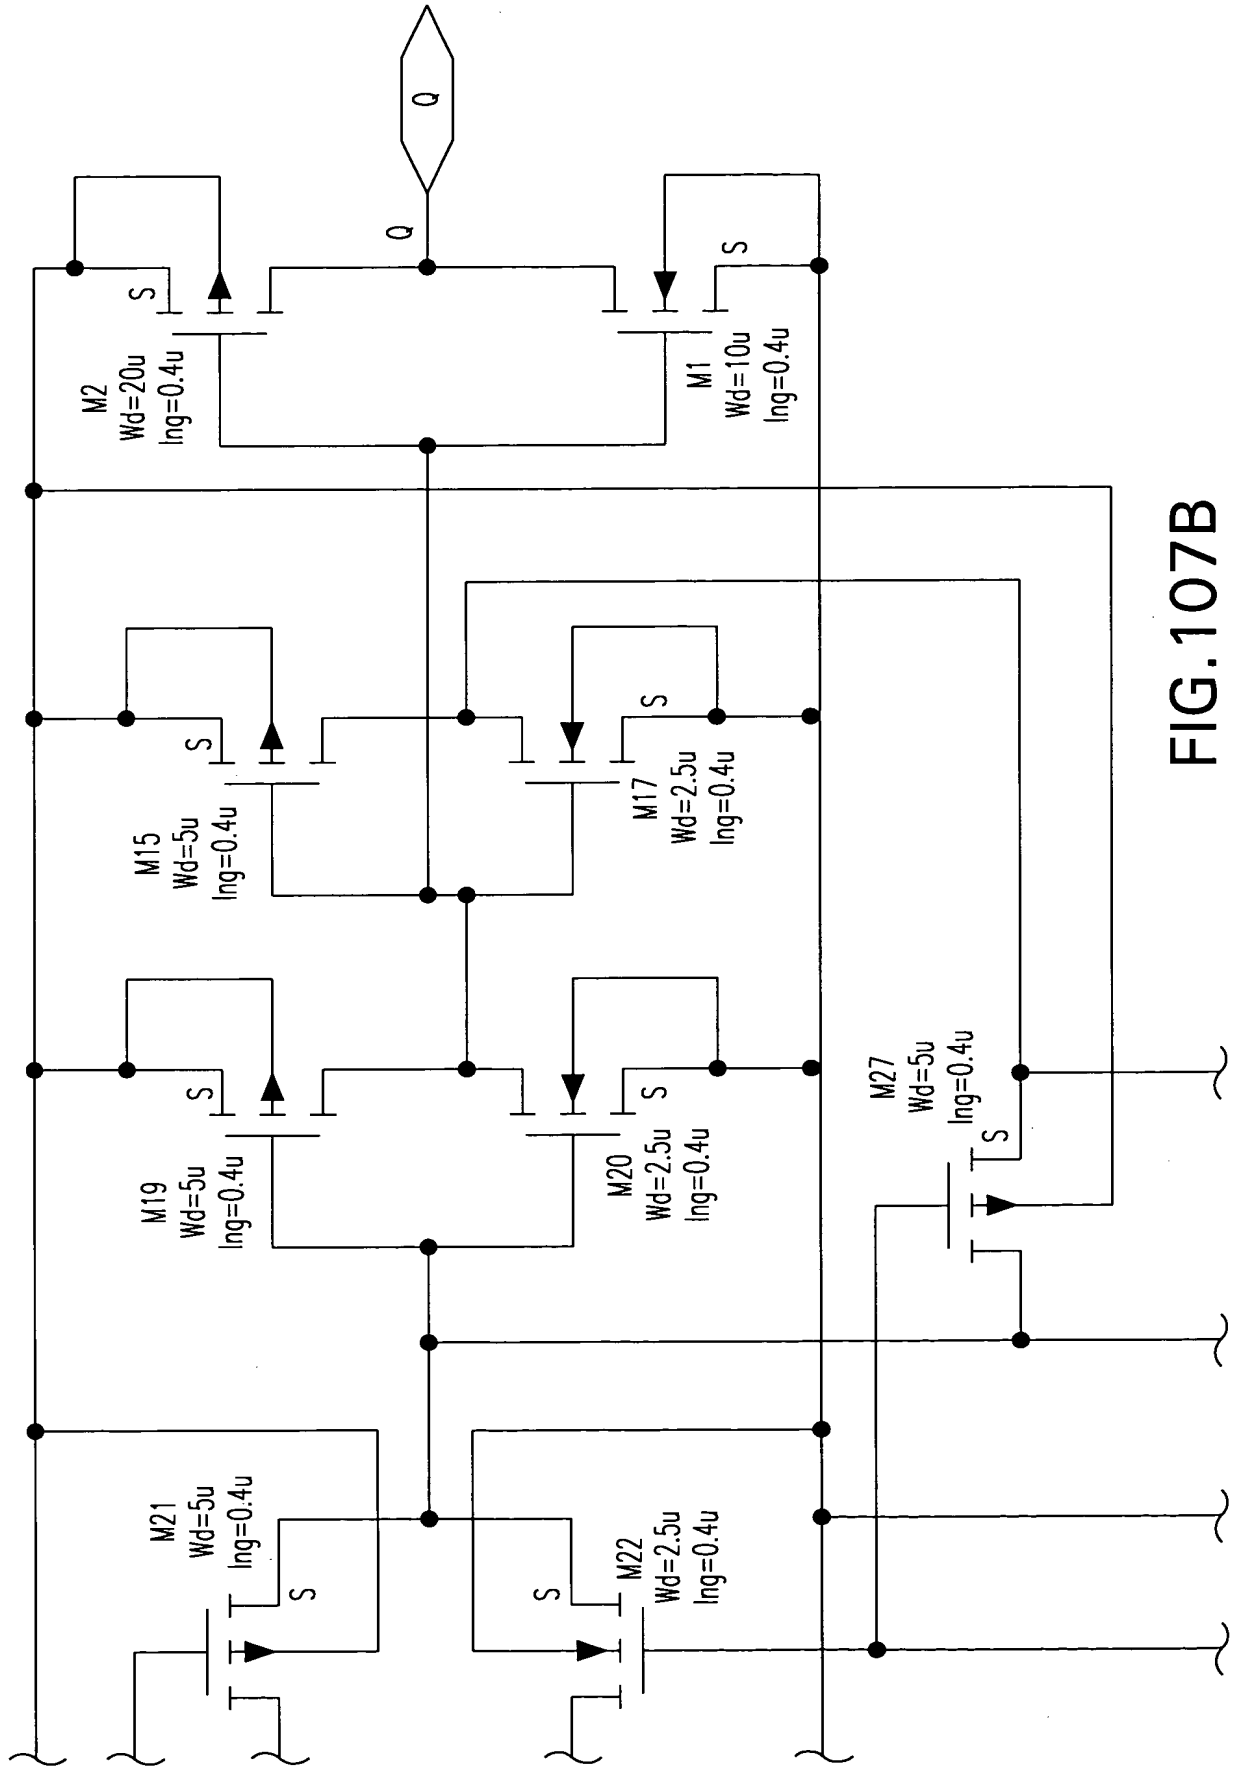 M21
Wd=5u
lng=0.4u
S
M22
Wd=2.5u
lng=0.4u
S
M19
Wd=5u
lng=0.4u
S
M20
Wd=2.5u
lng=0.4u
S
M27
Wd=5u
lng=0.4u
S
M15
Wd=5u
lng=0.4u
S
M17
Wd=2.5u
lng=0.4u
S
M2
Wd=20u
lng=0.4u
S
M1
Wd=10u
lng=0.4u
S
Q
Q
FIG.107B